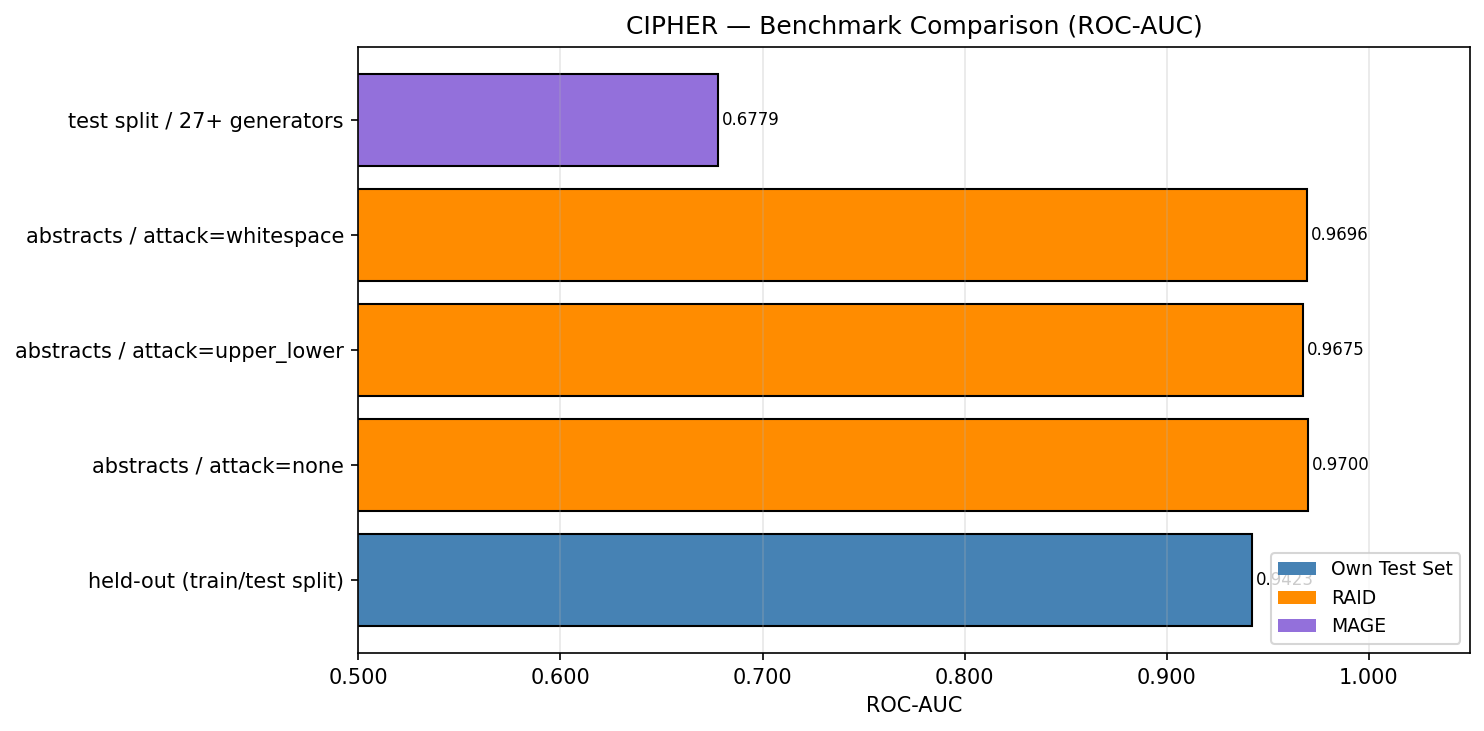 CIPHER — Benchmark Comparison (ROC-AUC)
test split / 27+ generators
0.6779
abstracts / attack=whitespace
0.9696
abstracts / attack=upper_lower
0.9675
abstracts / attack=none
0.9700
held-out (train/test split)
0.9423
Own Test Set
RAID
MAGE
0.500 0.600 0.700 0.800 0.900 1.000
ROC-AUC